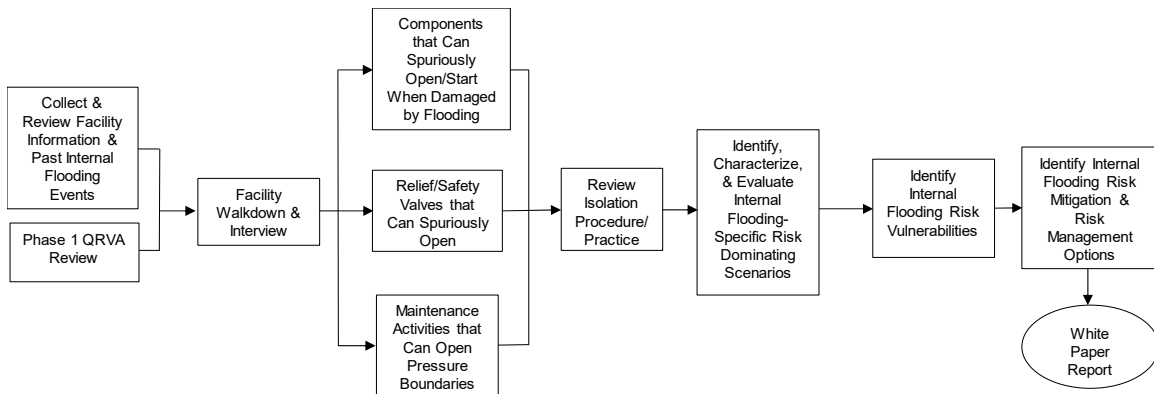 Collect &
Review Facility
Information &
Past Internal
Flooding
Events
Phase 1 QRVA
Review
Facility
Walkdown &
Interview
Components
that Can
Spuriously
Open/Start
When Damaged
by Flooding
Relief/Safety
Valves that
Can Spuriously
Open
Maintenance
Activities that
Can Open
Pressure
Boundaries
Review
Isolation
Procedure/
Practice
Identify,
Characterize,
& Evaluate
Internal
Flooding-
Specific Risk
Dominating
Scenarios
Identify
Internal
Flooding Risk
Vulnerabilities
Identify Internal
Flooding Risk
Mitigation &
Risk
Management
Options
White
Paper
Report